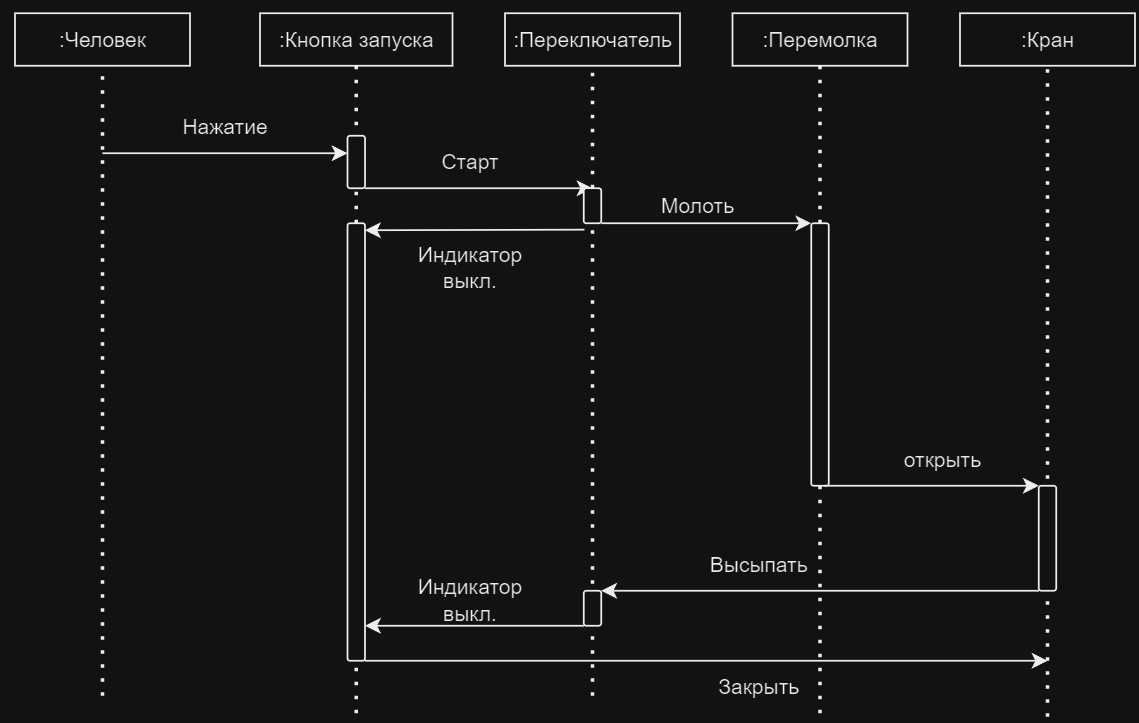 :Человек
:Кнопка запуска
:Переключатель
:Перемолка
:Кран
Нажатие
Старт
Молоть
Индикатор
выкл.
открыть
Высыпать
Индикатор
выкл.
Закрыть